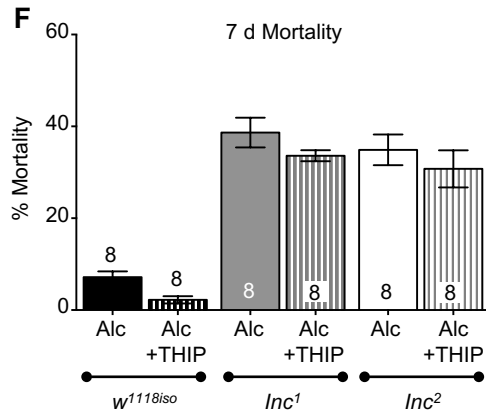 F
7 d Mortality
% Mortality
60
40
20
0
8
8
8
8
8
8
Alc Alc Alc Alc Alc Alc
+THIP +THIP +THIP
w1118iso Inc1 Inc2